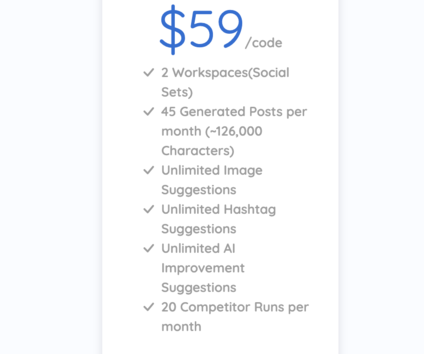 $59/code
2 Workspaces(Social
Sets)
45 Generated Posts per
month (~126,000
Characters)
Unlimited Image
Suggestions
Unlimited Hashtag
Suggestions
Unlimited AI
Improvement
Suggestions
20 Competitor Runs per
month